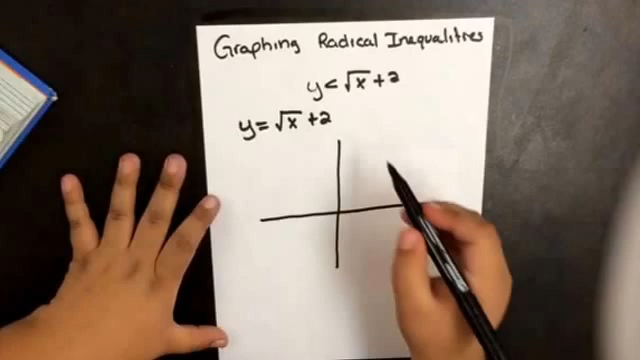 Graphing Radical Inequalities
y < √x + 2
y = √x + 2